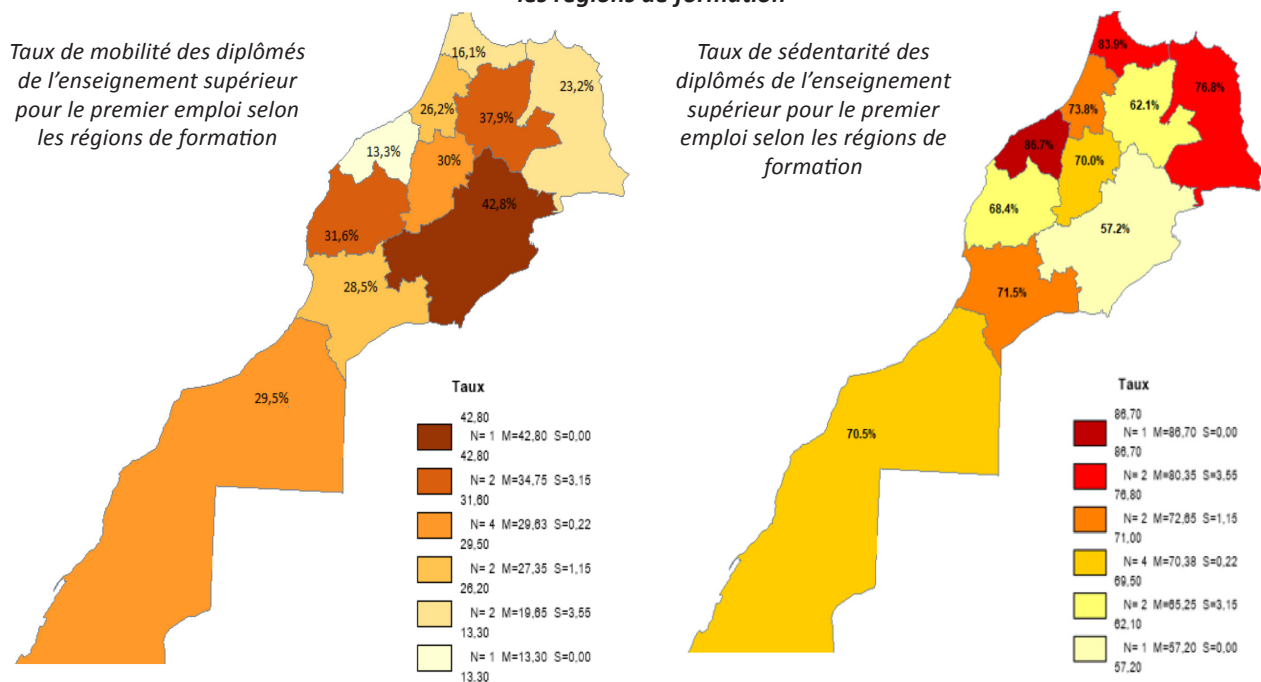 les régions de formation
Taux de mobilité des diplômés
de l’enseignement supérieur
pour le premier emploi selon
les régions de formation
16,1%
23,2%
26,2%
37,9%
13,3%
30%
42,8%
31,6%
28,5%
29,5%
Taux
42,80
N= 1 M=42,80 S=0,00
42,80
N= 2 M=34,75 S=3,15
31,60
N= 4 M=29,63 S=0,22
29,50
N= 2 M=27,35 S=1,15
26,20
N= 2 M=19,65 S=3,55
13,30
N= 1 M=13,30 S=0,00
13,30
Taux de sédentarité des
diplômés de l’enseignement
supérieur pour le premier
emploi selon les régions de
formation
83.9%
76.8%
73.8%
62.1%
86.7%
70.0%
68.4%
57.2%
71.5%
70.5%
Taux
86,70
N= 1 M=86,70 S=0,00
86,70
N= 2 M=80,35 S=3,55
76,80
N= 2 M=72,65 S=1,15
71,00
N= 4 M=70,38 S=0,22
69,50
N= 2 M=65,25 S=3,15
62,10
N= 1 M=57,20 S=0,00
57,20